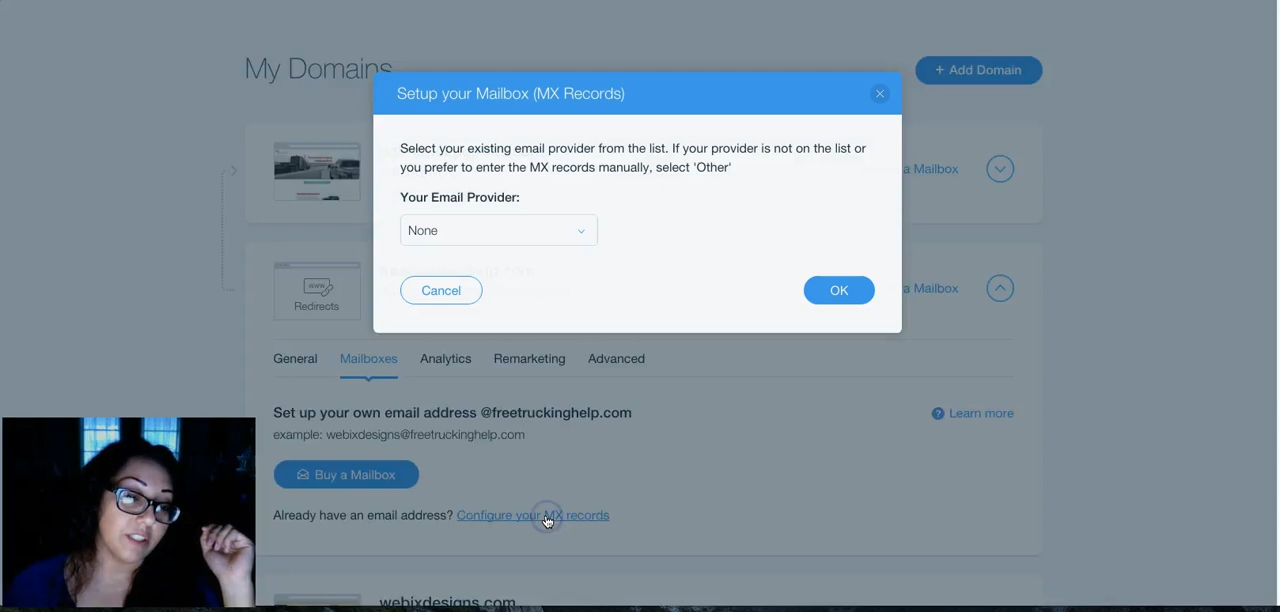 My Domains
+ Add Domain
Setup your Mailbox (MX Records)
Select your existing email provider from the list. If your provider is not on the list or
you prefer to enter the MX records manually, select 'Other'
a Mailbox
Your Email Provider:
None
Cancel
OK
a Mailbox
www
Redirects
General Mailboxes Analytics Remarketing Advanced
Set up your own email address @freetruckinghelp.com
? Learn more
example: webixdesigns@freetruckinghelp.com
Buy a Mailbox
Already have an email address? Configure your MX records
webixdesigns.com